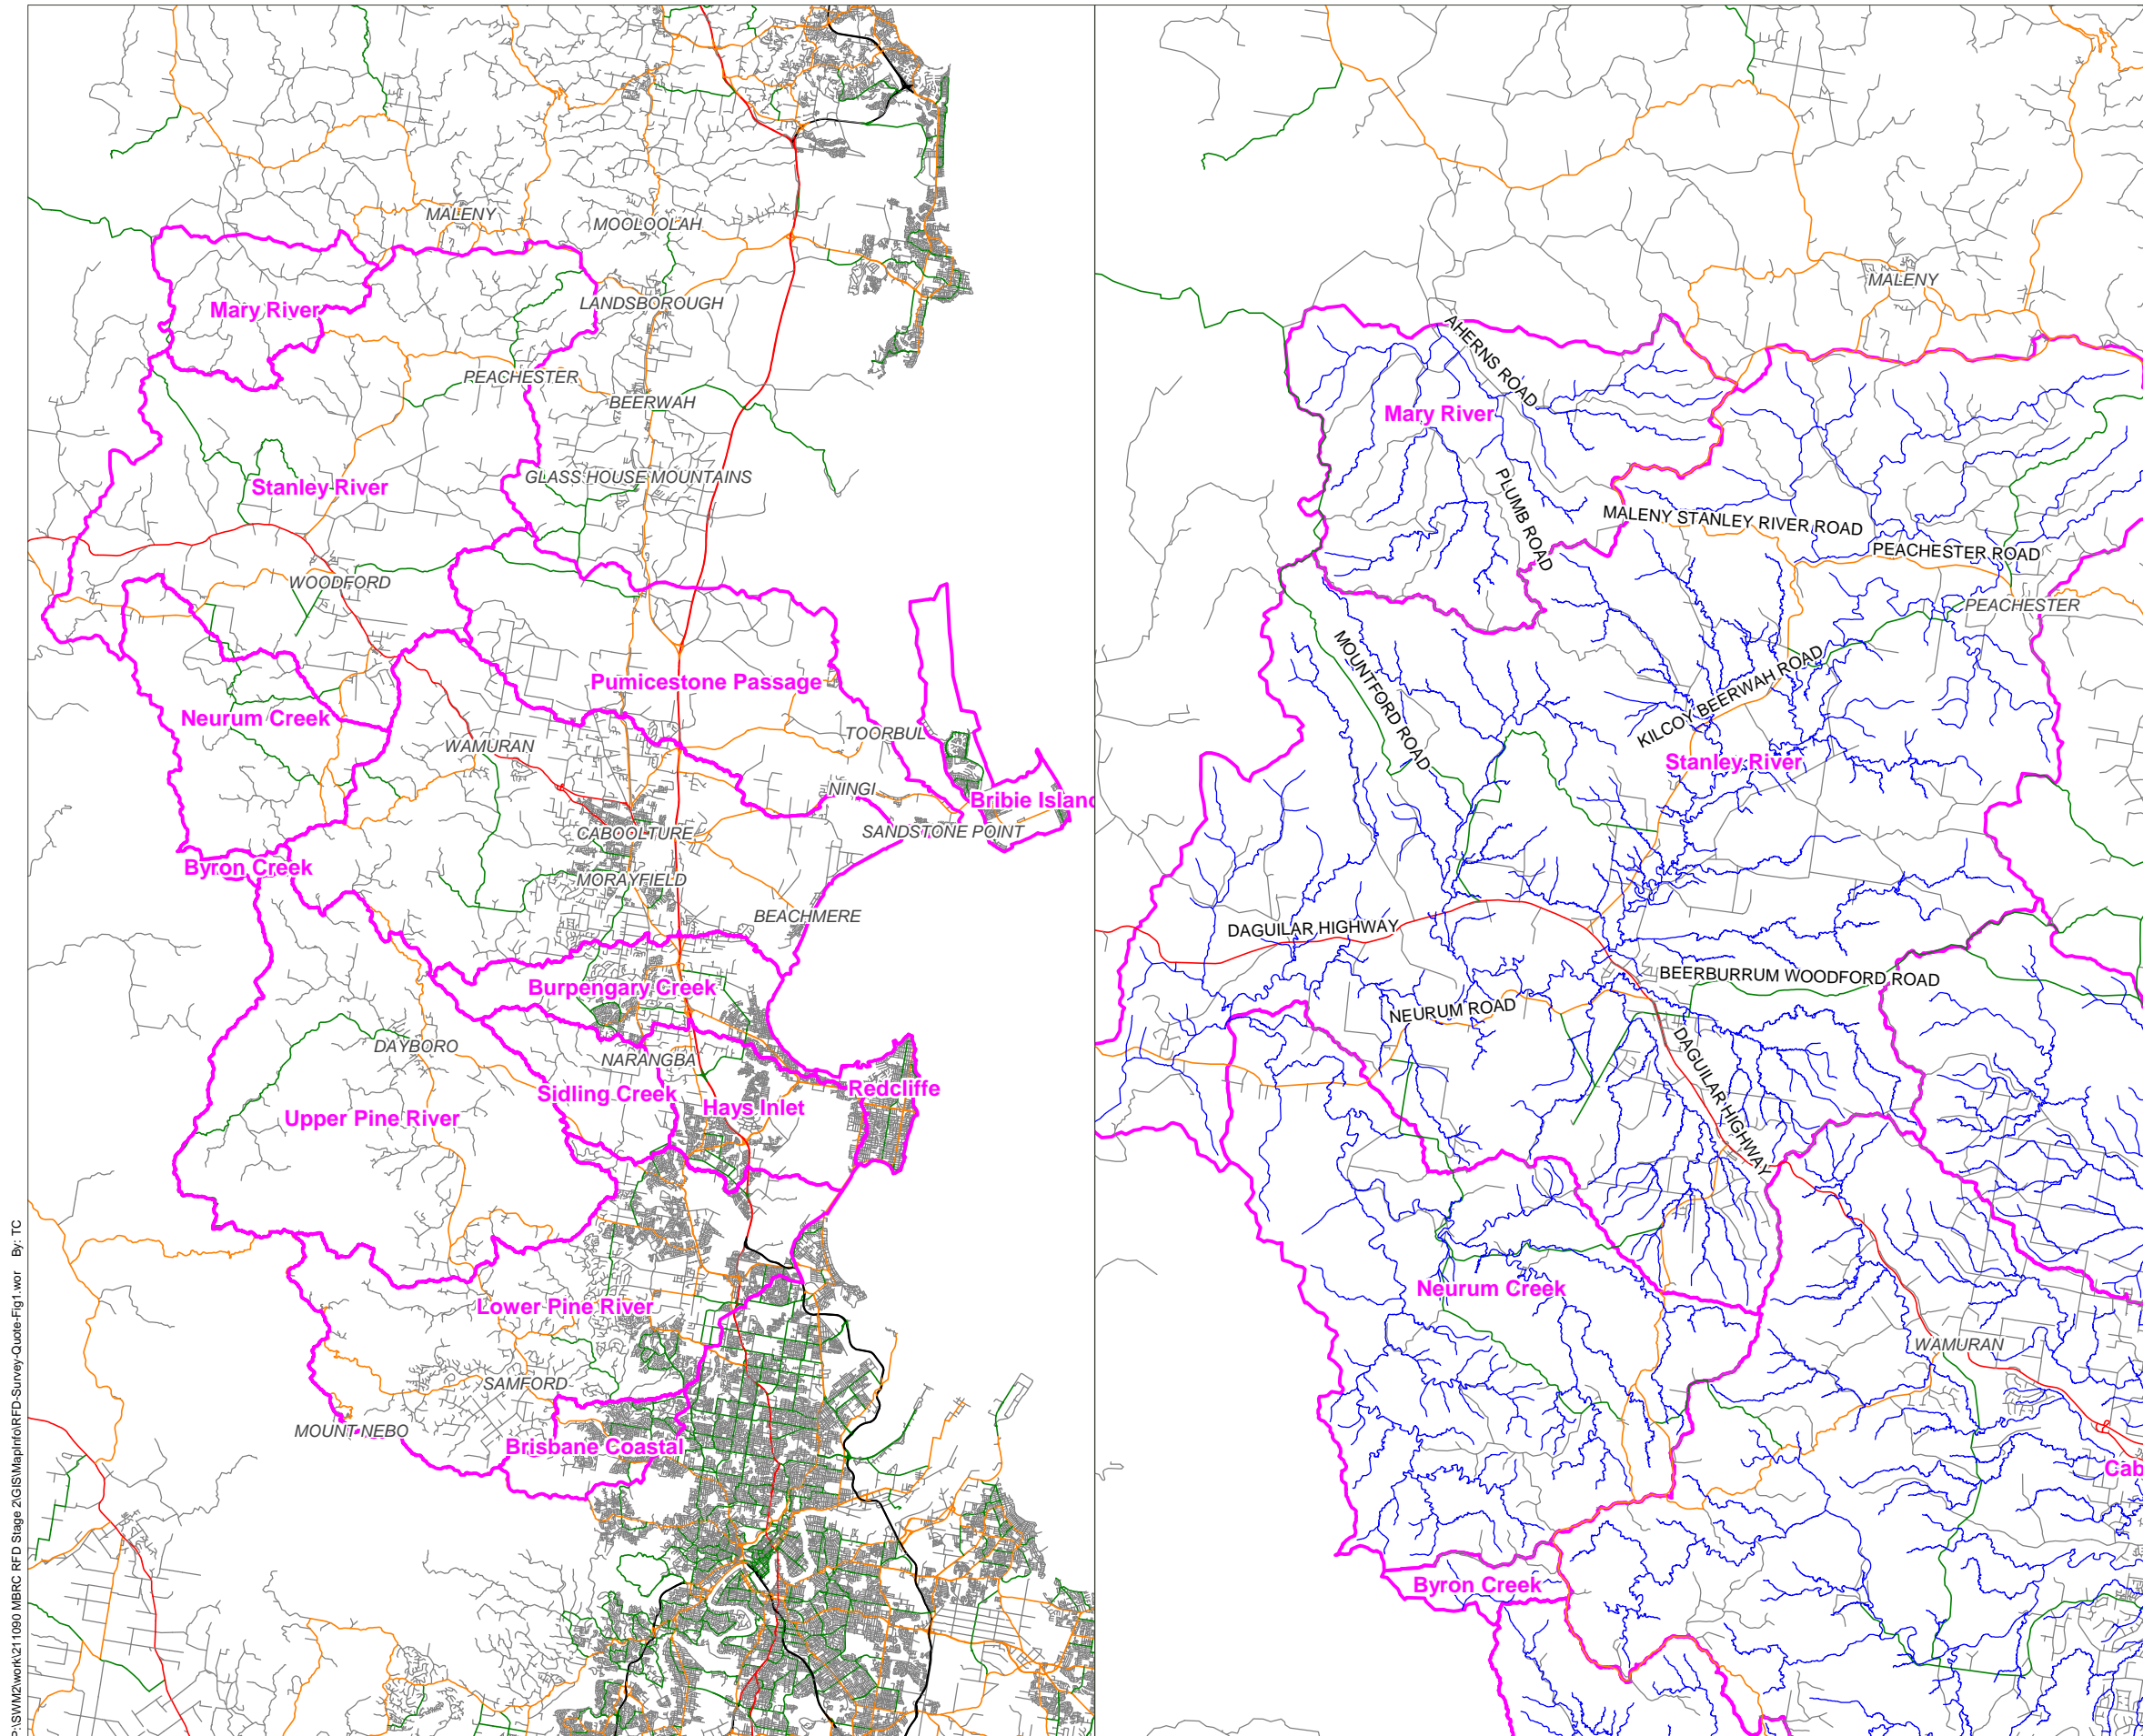 MALENY
MOOLOOLAH
LANDSBOROUGH
Mary River
PEACHESTER
BEERWAH
GLASS HOUSE MOUNTAINS
Stanley River
WOODFORD
Pumicestone Passage
Neurum Creek
TOORBUL
WAMURAN
NINGI
Bribie Islan
SANDSTONE POINT
CABOOLTURE
Byron Creek
MORAYFIELD
BEACHMERE
Burpengary Creek
DAYBORO
NARANGBA
Redcliffe
Sidling Creek
Hays Inlet
Upper Pine River
Lower Pine River
SAMFORD
MOUNT NEBO
Brisbane Coastal
P:\SWM2\work\211090 MBRC RFD Stage 2\GIS\MapInfo\RFD-Survey-Quote-Fig1.wor By: TC
MALENY
AHERNS ROAD
Mary River
PLUMB ROAD
MALENY STANLEY RIVER ROAD
PEACHESTER ROAD
PEACHESTER
MOUNTFORD ROAD
KILCOY BEERWAH ROAD
Stanley River
DAGUILAR HIGHWAY
BEERBURRUM WOODFORD ROAD
NEURUM ROAD
DAGUILAR HIGHWAY
Neurum Creek
WAMURAN
Cab
Byron Creek